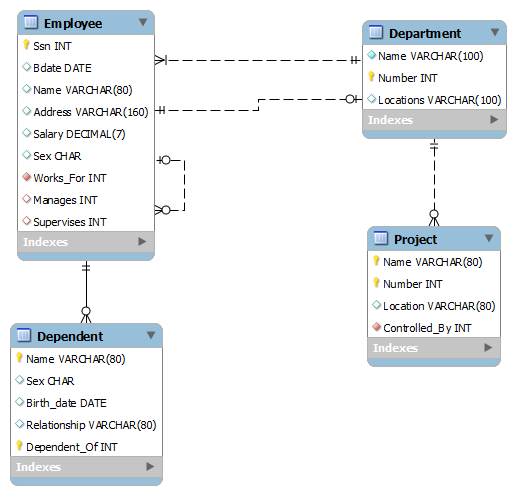 Employee
Ssn INT
Bdate DATE
Name VARCHAR(80)
Address VARCHAR(160)
Salary DECIMAL(7)
Sex CHAR
Works_For INT
Manages INT
Supervises INT
Indexes
Department
Name VARCHAR(100)
Number INT
Locations VARCHAR(100)
Indexes
Project
Name VARCHAR(80)
Number INT
Location VARCHAR(80)
Controlled_By INT
Indexes
Dependent
Name VARCHAR(80)
Sex CHAR
Birth_date DATE
Relationship VARCHAR(80)
Dependent_Of INT
Indexes